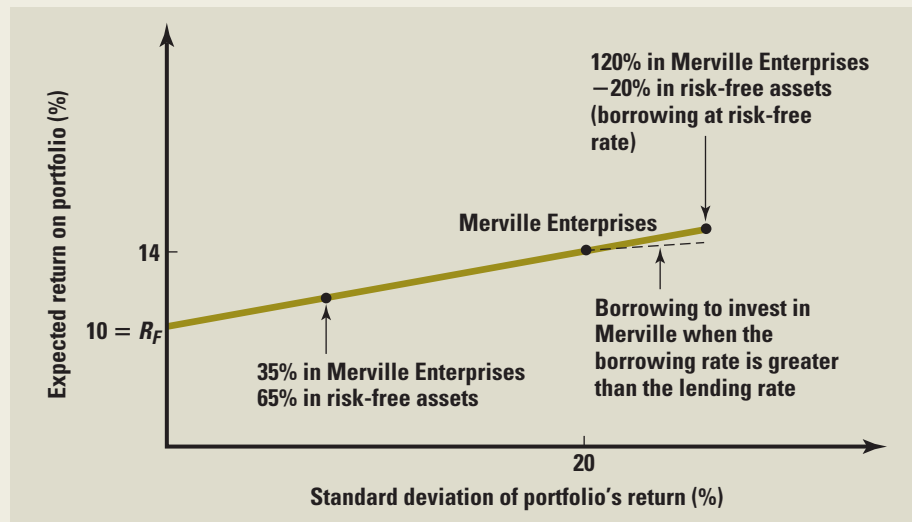 Expected return on portfolio (%)
120% in Merville Enterprises
−20% in risk-free assets
(borrowing at risk-free
rate)
Merville Enterprises
14
10 = RF
35% in Merville Enterprises
65% in risk-free assets
Borrowing to invest in
Merville when the
borrowing rate is greater
than the lending rate
20
Standard deviation of portfolio's return (%)